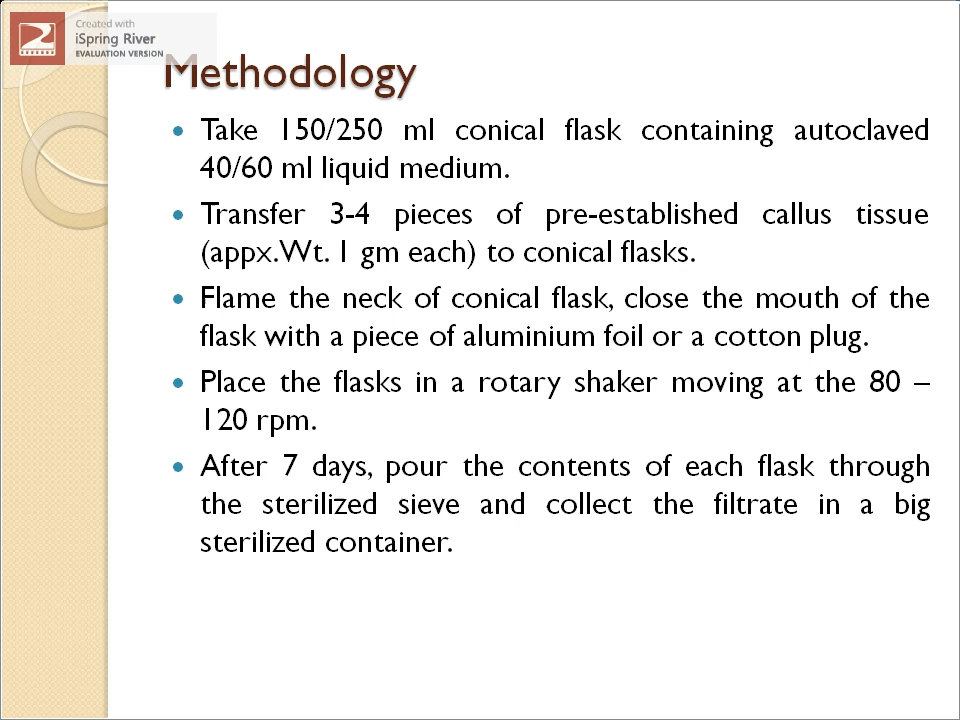 Created with
iSpring River
EVALUATION VERSION
Methodology
• Take 150/250 ml conical flask containing autoclaved
40/60 ml liquid medium.
• Transfer 3-4 pieces of pre-established callus tissue
(appx. Wt. 1 gm each) to conical flasks.
• Flame the neck of conical flask, close the mouth of the
flask with a piece of aluminium foil or a cotton plug.
• Place the flasks in a rotary shaker moving at the 80 –
120 rpm.
• After 7 days, pour the contents of each flask through
the sterilized sieve and collect the filtrate in a big
sterilized container.